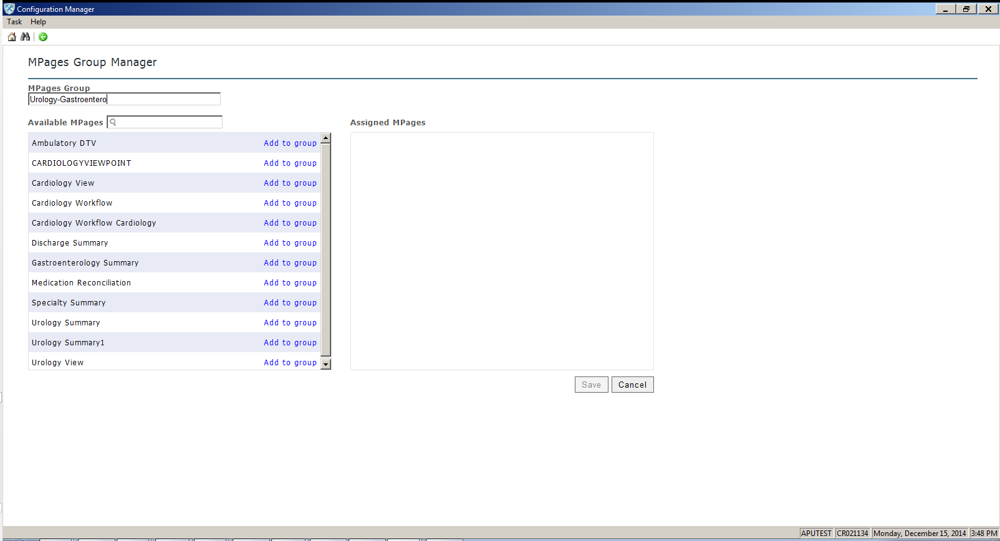 Configuration Manager
Task Help
MPages Group Manager
MPages Group
Urology-Gastroentero
Available MPages
Assigned MPages
Ambulatory DTV Add to group
CARDIOLOGYVIEWPOINT Add to group
Cardiology View Add to group
Cardiology Workflow Add to group
Cardiology Workflow Cardiology Add to group
Discharge Summary Add to group
Gastroenterology Summary Add to group
Medication Reconciliation Add to group
Specialty Summary Add to group
Urology Summary Add to group
Urology Summary1 Add to group
Urology View Add to group
Save Cancel
APUTEST CR021134 Monday, December 15, 2014 3:48 PM